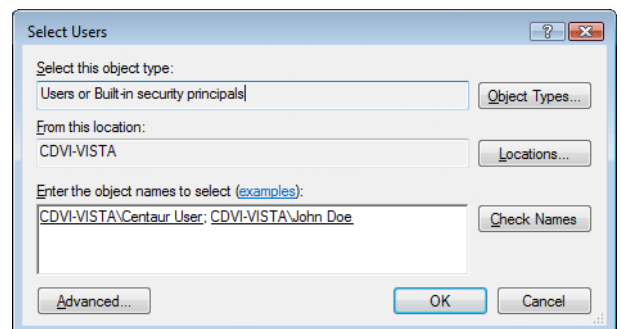 Select Users
Select this object type:
Users or Built-in security principals
Object Types...
From this location:
CDVI-VISTA
Locations...
Enter the object names to select (examples):
CDVI-VISTA\Centaur User; CDVI-VISTA\John Doe
Check Names
Advanced...
OK
Cancel